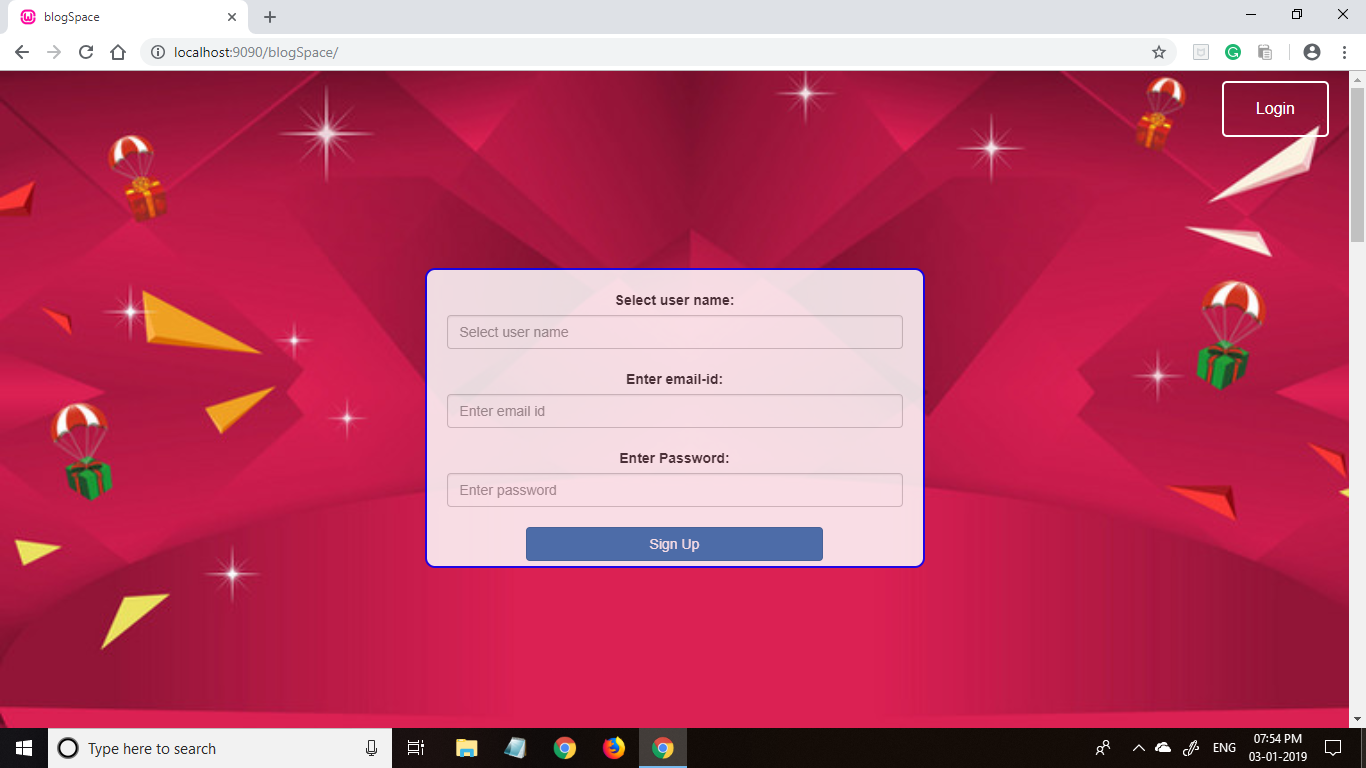 blogSpace
localhost:9090/blogSpace/
Login
Select user name:
Select user name
Enter email-id:
Enter email id
Enter Password:
Enter password
Sign Up
Type here to search
ENG
07:54 PM
03-01-2019